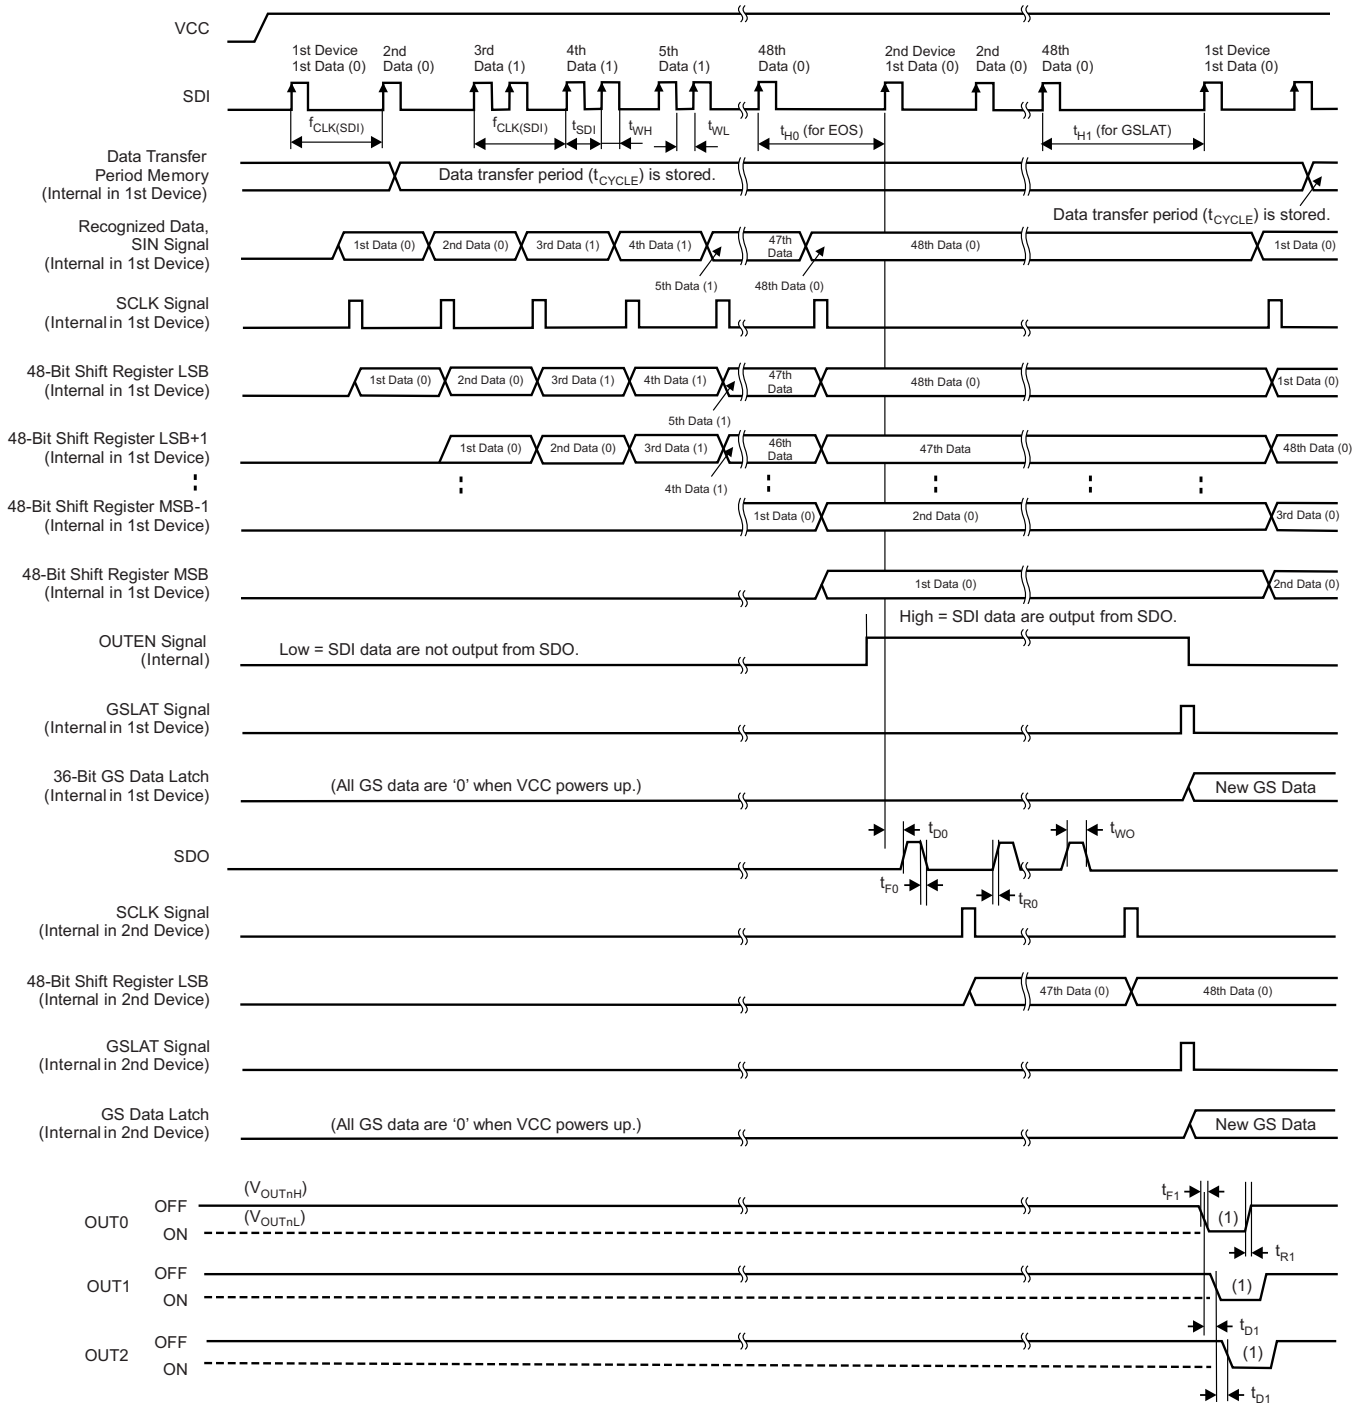 VCC
1st Device
1st Data (0)
2nd
Data (0)
3rd
Data (1)
4th
Data (1)
5th
Data (1)
48th
Data (0)
2nd Device
1st Data (0)
2nd
Data (0)
48th
Data (0)
1st Device
1st Data (0)
SDI
fCLK(SDI)
fCLK(SDI)
tSDI
tWH
tWL
tH0 (for EOS)
tH1 (for GSLAT)
Data Transfer
Period Memory
(Internal in 1st Device)
Data transfer period (tCYCLE) is stored.
Data transfer period (tCYCLE) is stored.
Recognized Data,
SIN Signal
(Internal in 1st Device)
1st Data (0)
2nd Data (0)
3rd Data (1)
4th Data (1)
47th
Data
48th Data (0)
1st Data (0)
5th Data (1)
48th Data (0)
SCLK Signal
(Internal in 1st Device)
48-Bit Shift Register LSB
(Internal in 1st Device)
1st Data (0)
2nd Data (0)
3rd Data (1)
4th Data (1)
47th
Data
48th Data (0)
1st Data (0)
5th Data (1)
48-Bit Shift Register LSB+1
(Internal in 1st Device)
1st Data (0)
2nd Data (0)
3rd Data (1)
46th
Data
47th Data
48th Data (0)
4th Data (1)
48-Bit Shift Register MSB-1
(Internal in 1st Device)
1st Data (0)
2nd Data (0)
3rd Data (0)
48-Bit Shift Register MSB
(Internal in 1st Device)
1st Data (0)
2nd Data (0)
OUTEN Signal
(Internal)
Low = SDI data are not output from SDO.
High = SDI data are output from SDO.
GSLAT Signal
(Internal in 1st Device)
36-Bit GS Data Latch
(Internal in 1st Device)
(All GS data are ‘0’ when VCC powers up.)
New GS Data
SDO
tD0
tWO
tF0
tR0
SCLK Signal
(Internal in 2nd Device)
48-Bit Shift Register LSB
(Internal in 2nd Device)
47th Data (0)
48th Data (0)
GSLAT Signal
(Internal in 2nd Device)
GS Data Latch
(Internal in 2nd Device)
(All GS data are ‘0’ when VCC powers up.)
New GS Data
OUT0
OFF
(VOUTnH)
(VOUTnL)
ON
tF1
(1)
tR1
OUT1
OFF
ON
(1)
tD1
OUT2
OFF
ON
(1)
tD1